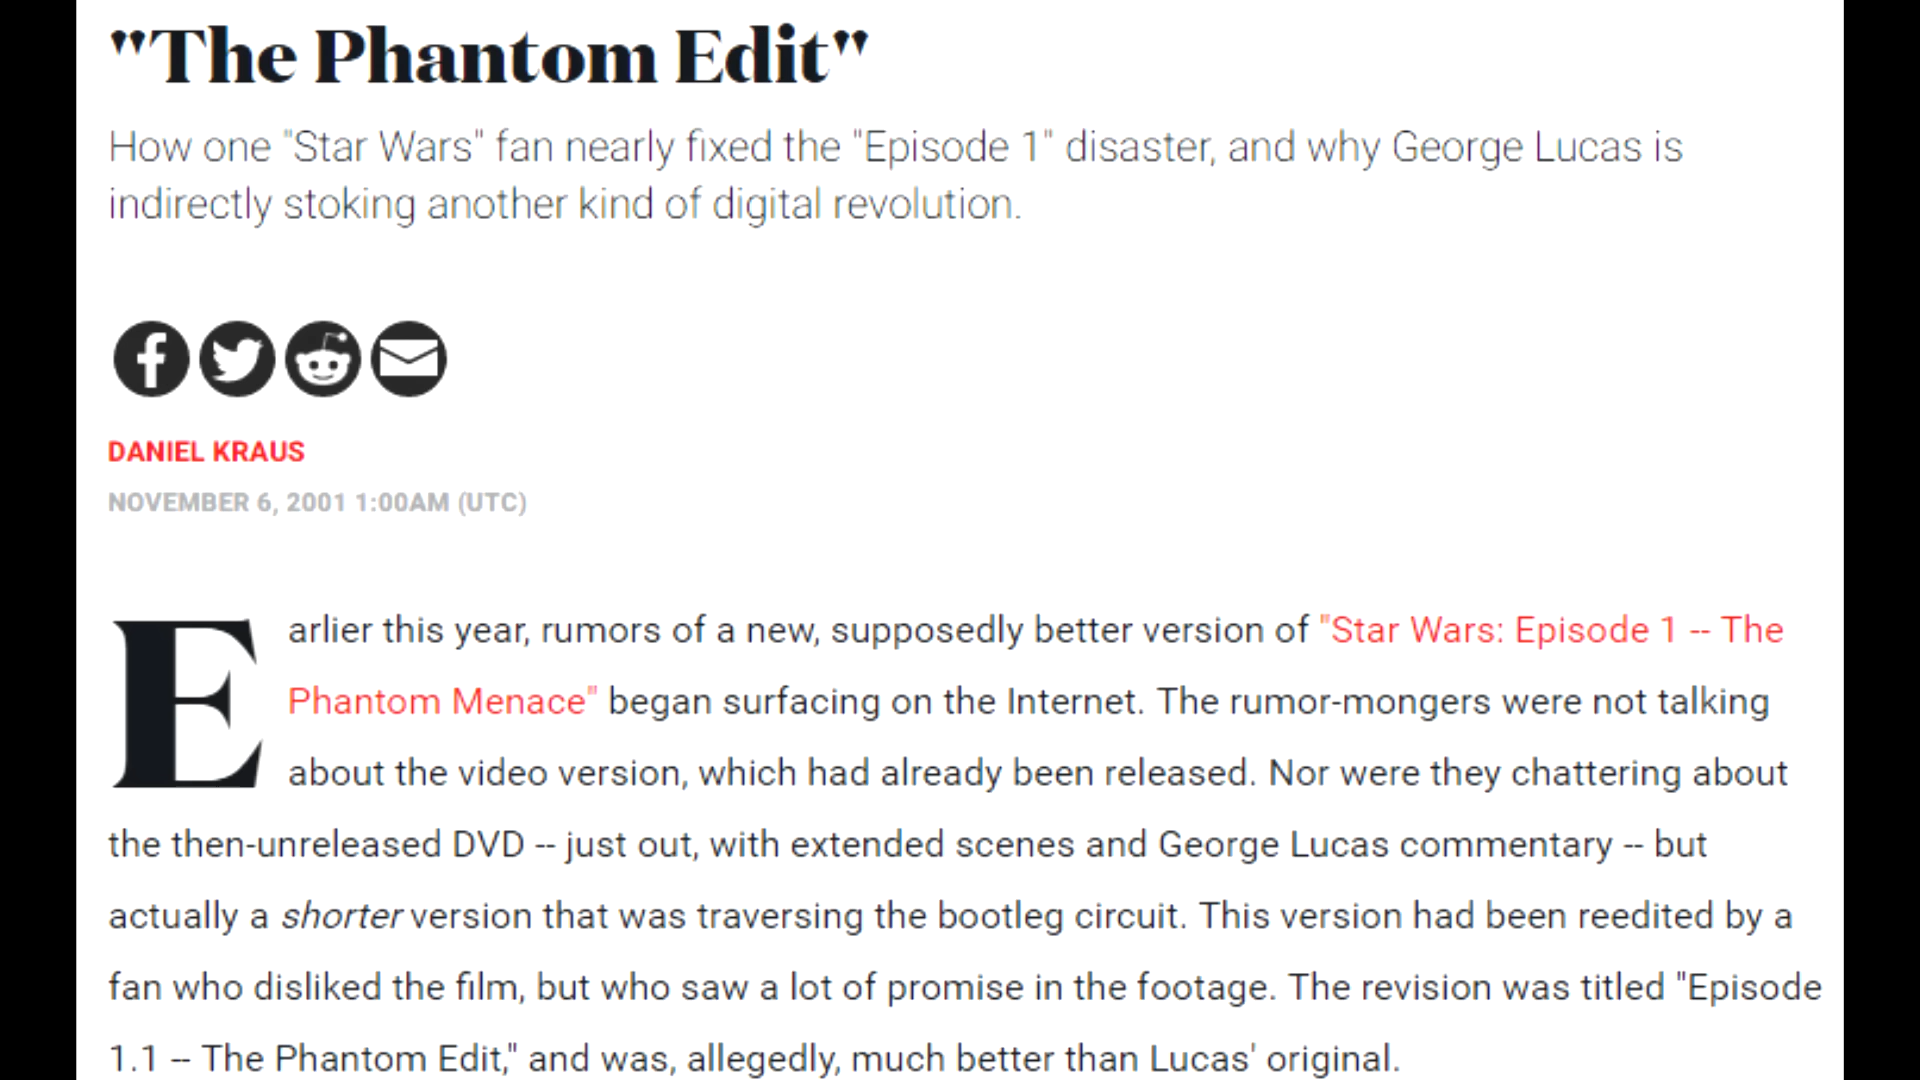 "The Phantom Edit"
How one "Star Wars" fan nearly fixed the "Episode 1" disaster, and why George Lucas is
indirectly stoking another kind of digital revolution.
DANIEL KRAUS
NOVEMBER 6, 2001 1:00AM (UTC)
Earlier this year, rumors of a new, supposedly better version of "Star Wars: Episode 1 -- The
Phantom Menace" began surfacing on the Internet. The rumor-mongers were not talking
about the video version, which had already been released. Nor were they chattering about
the then-unreleased DVD -- just out, with extended scenes and George Lucas commentary -- but
actually a shorter version that was traversing the bootleg circuit. This version had been reedited by a
fan who disliked the film, but who saw a lot of promise in the footage. The revision was titled "Episode
1.1 -- The Phantom Edit," and was, allegedly, much better than Lucas' original.